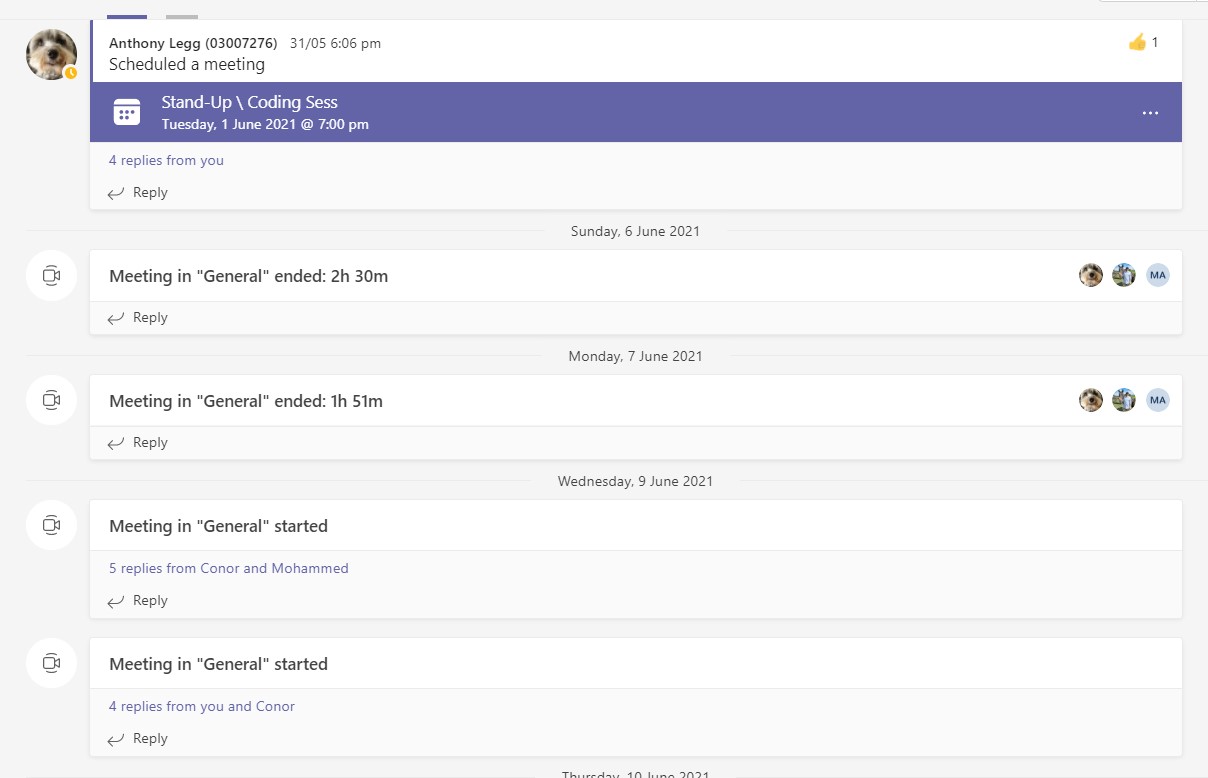 Anthony Legg (03007276) 31/05 6:06 pm
1
Scheduled a meeting
Stand-Up \ Coding Sess
Tuesday, 1 June 2021 @ 7:00 pm
4 replies from you
Reply
Sunday, 6 June 2021
Meeting in "General" ended: 2h 30m
MA
Reply
Monday, 7 June 2021
Meeting in "General" ended: 1h 51m
MA
Reply
Wednesday, 9 June 2021
Meeting in "General" started
5 replies from Conor and Mohammed
Reply
Meeting in "General" started
4 replies from you and Conor
Reply
Thursday, 10 June 2021